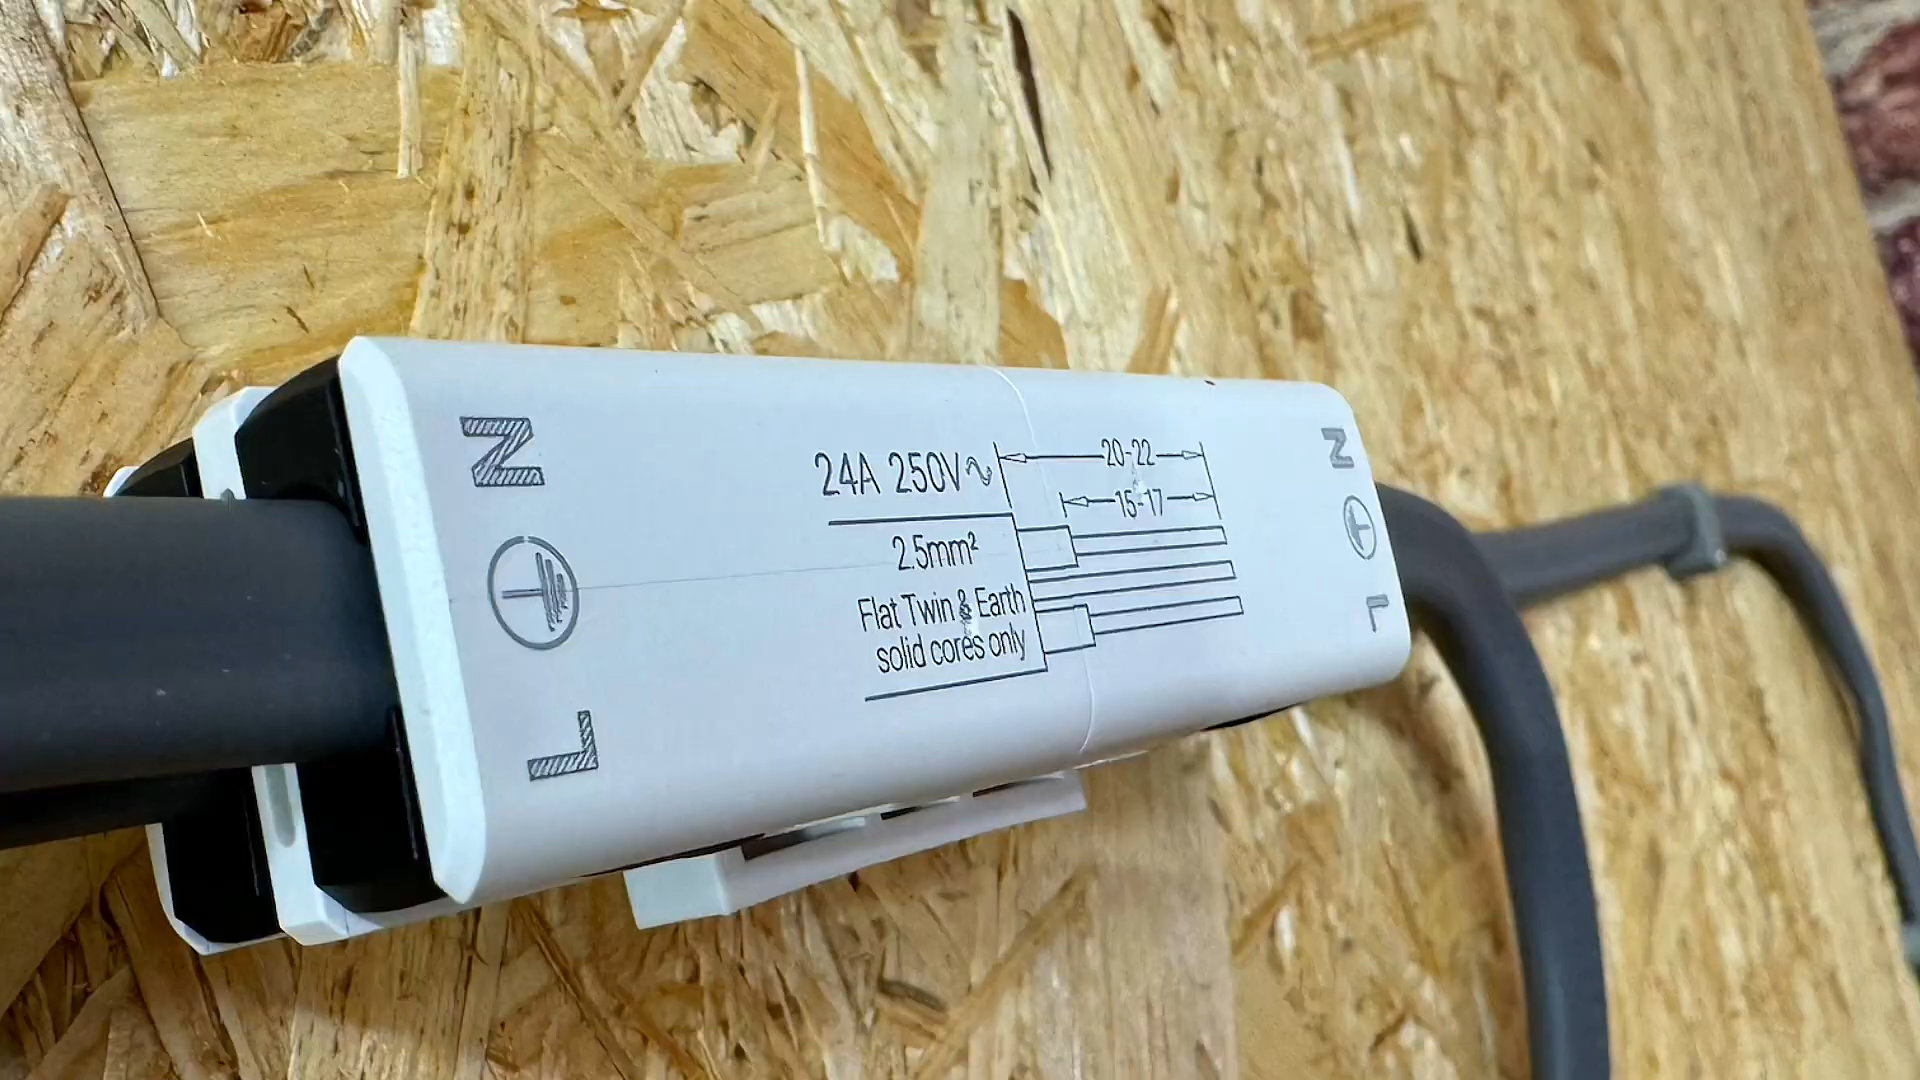 N
L
24A 250V~
20-22
15-17
2.5mm²
Flat Twin & Earth
solid cores only
N
L